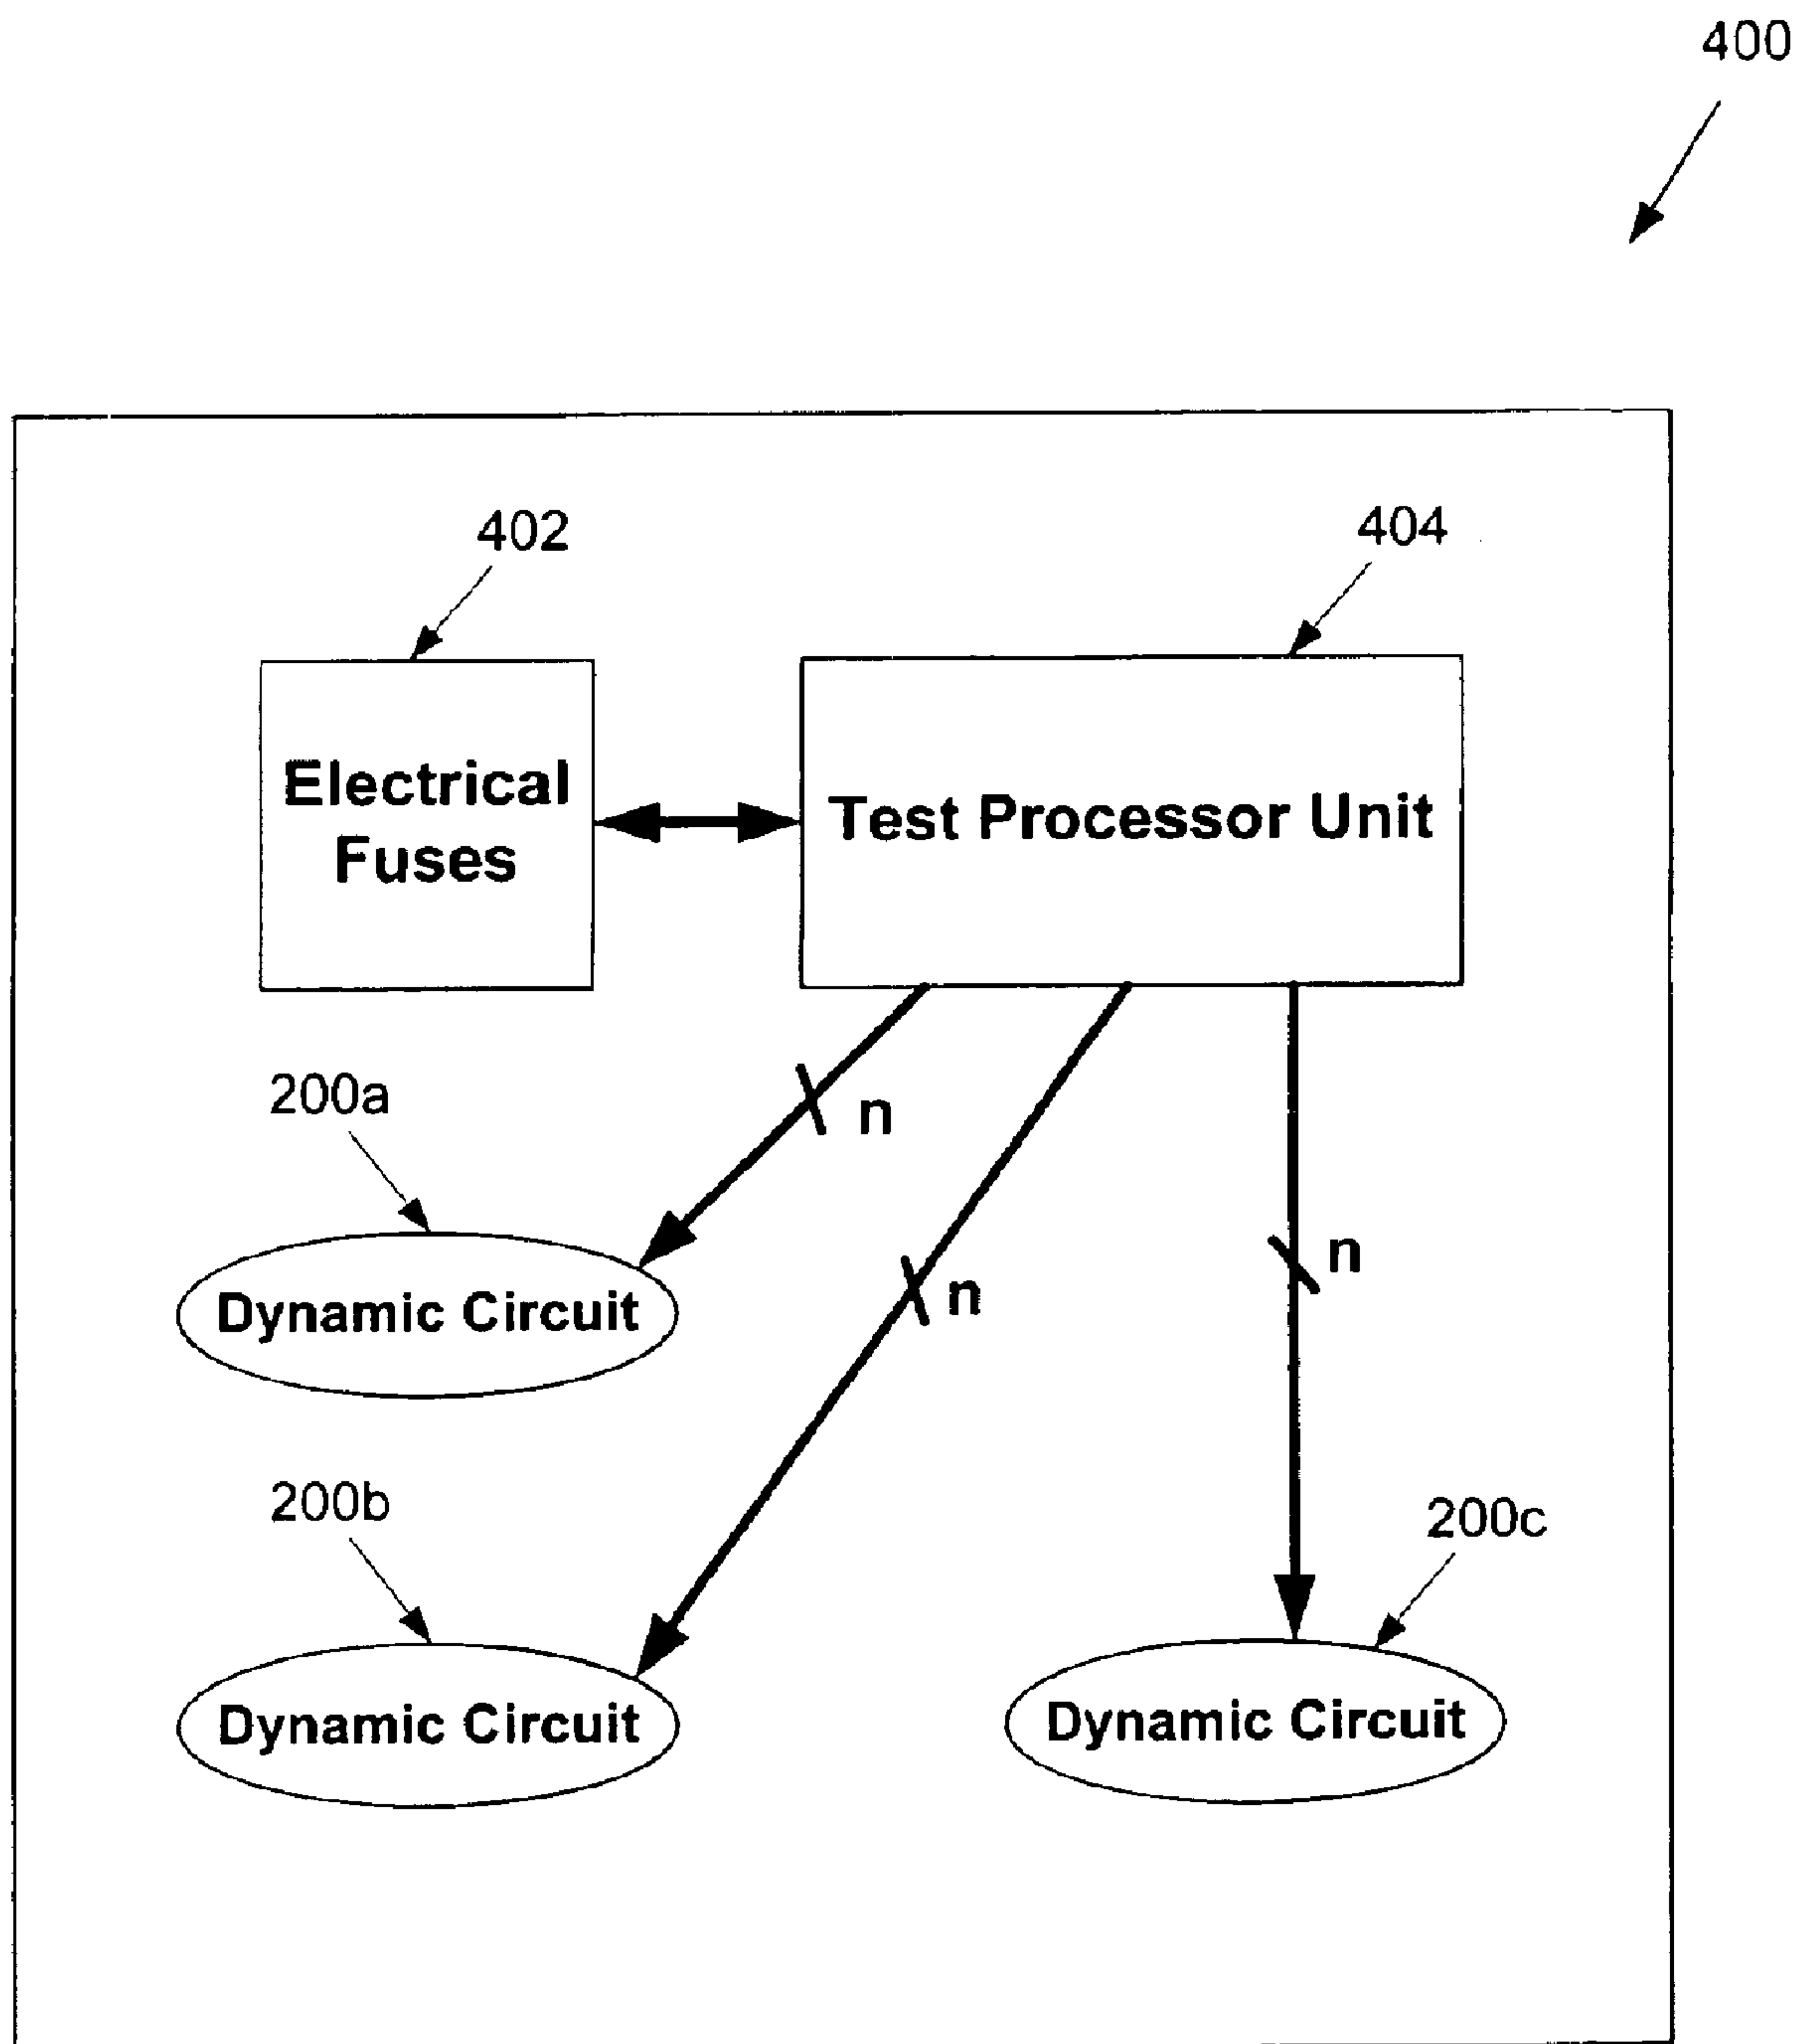 400
402
404
Electrical
Fuses
Test Processor Unit
200a
n
n
n
Dynamic Circuit
200b
200c
Dynamic Circuit
Dynamic Circuit